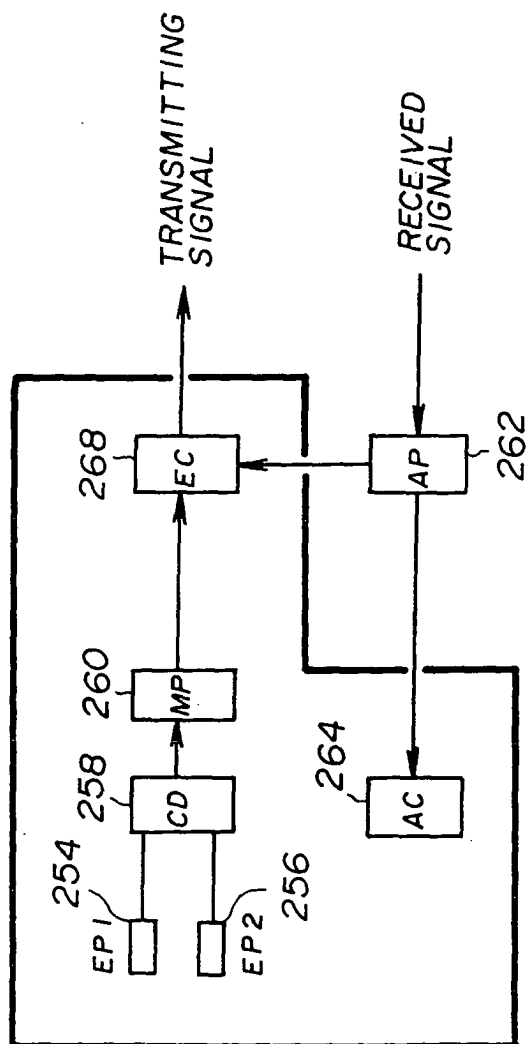 EP1
254
EP2
256
258
CD
260
MP
268
EC
TRANSMITTING
SIGNAL
264
AC
AP
262
RECEIVED
SIGNAL